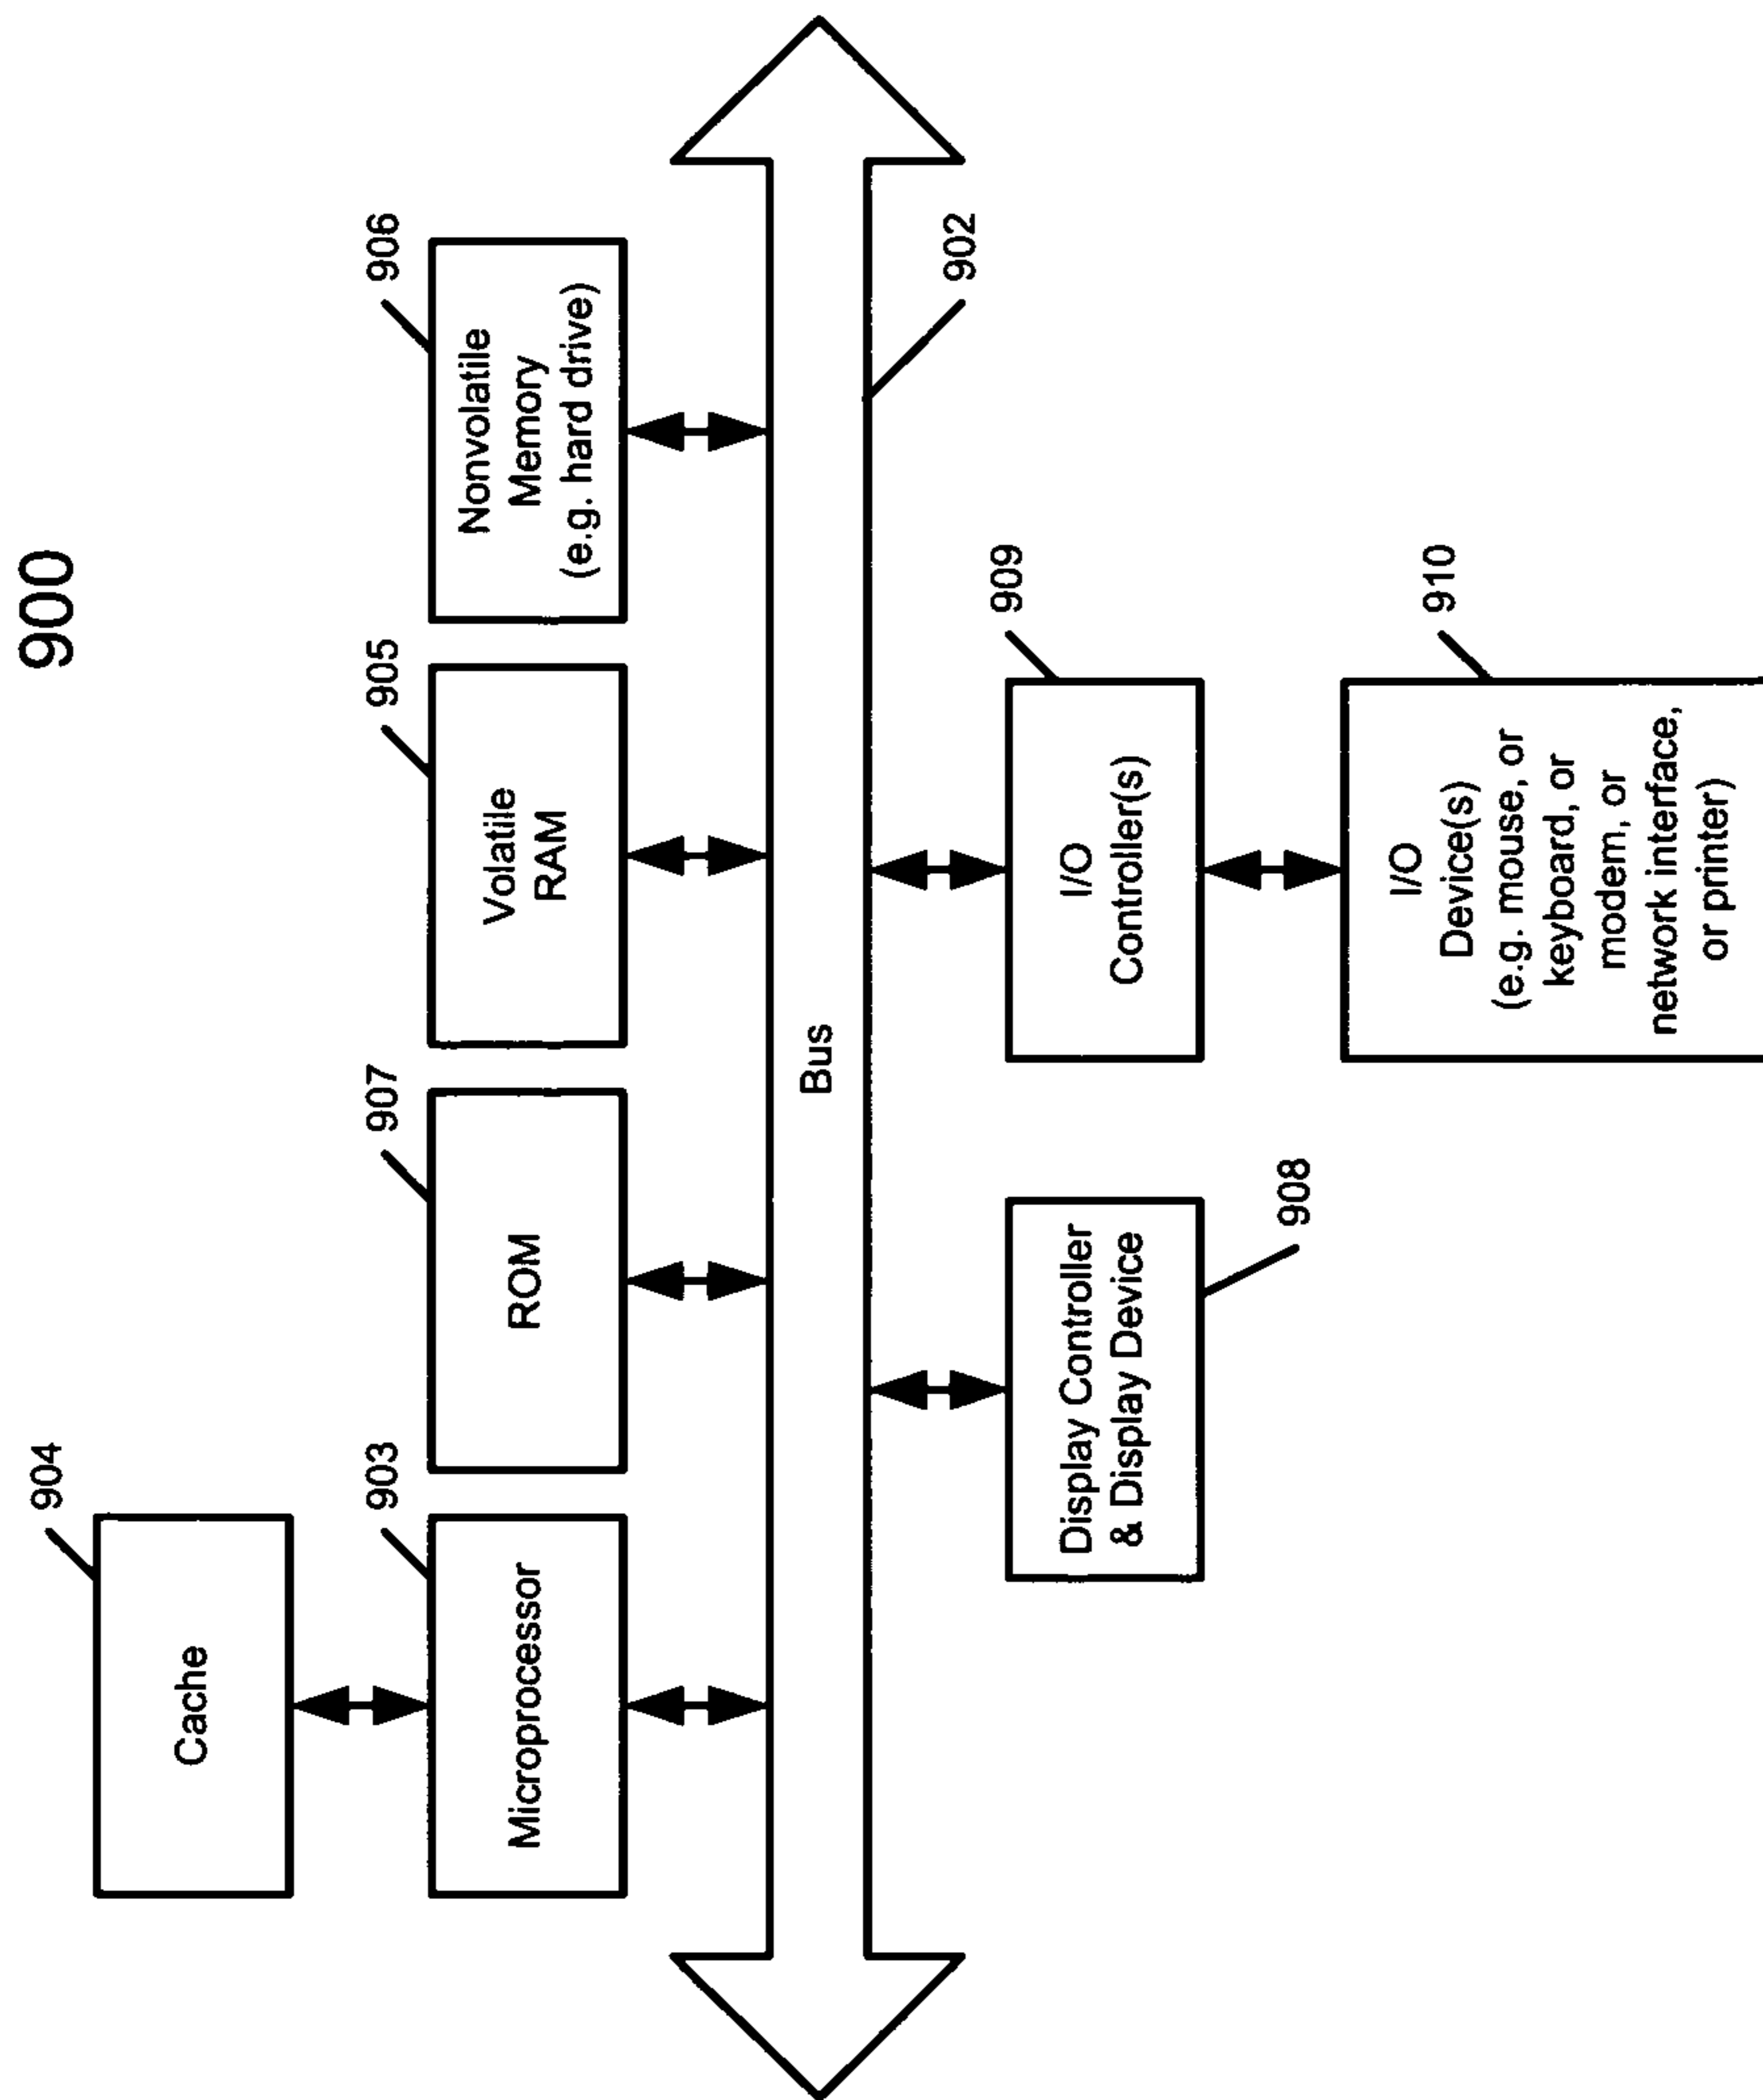 900
904
Cache
903
Microprocessor
907
ROM
905
Volatile
RAM
906
Nonvolatile
Memory
(e.g. hard drive)
Bus
902
Display Controller
& Display Device
908
909
I/O
Controller(s)
910
I/O
Device(s)
(e.g. mouse, or
keyboard, or
modem, or
network interface,
or printer)